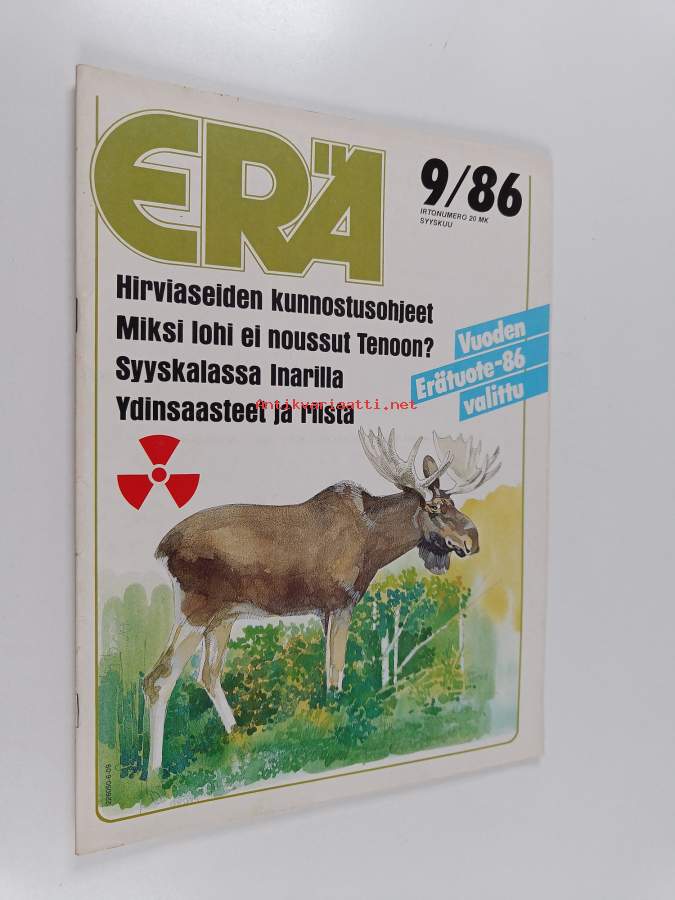 ERÄ
9/86
IRTONUMERO 20 MK
SYYSKUU
Hirviaseiden kunnostusohjeet
Miksi lohi ei noussut Tenoon?
Syyskalassa Inarilla
Ydinsaasteet ja riista
Vuoden
Erätuote-86
valittu
Antikvariaatti.net